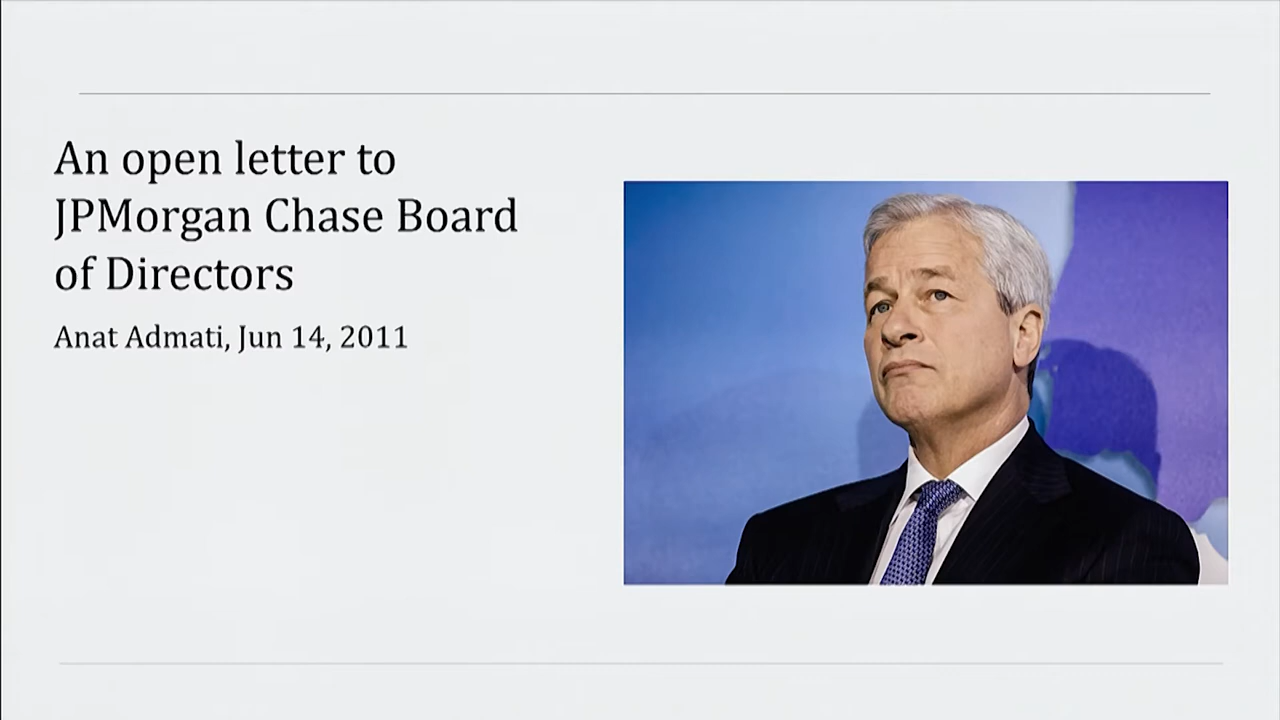 An open letter to
JPMorgan Chase Board
of Directors
Anat Admati, Jun 14, 2011